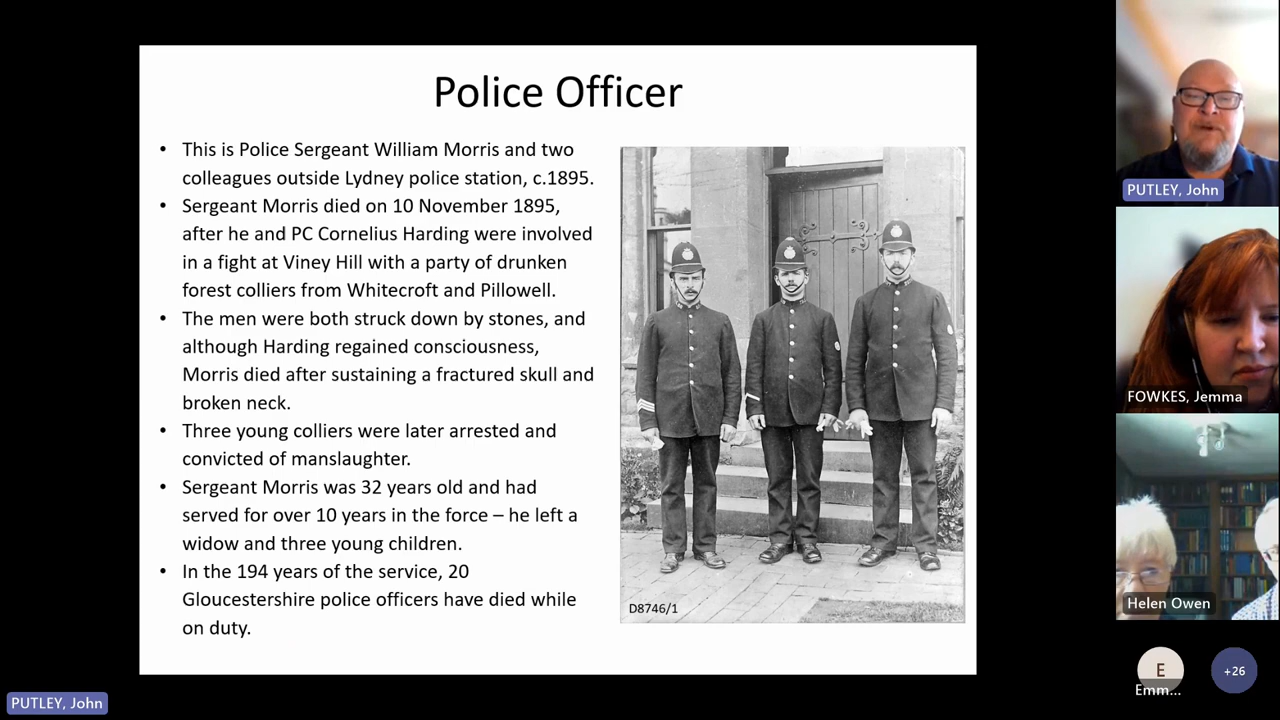 Police Officer
• This is Police Sergeant William Morris and two
colleagues outside Lydney police station, c.1895.
• Sergeant Morris died on 10 November 1895,
after he and PC Cornelius Harding were involved
in a fight at Viney Hill with a party of drunken
forest colliers from Whitecroft and Pillowell.
• The men were both struck down by stones, and
although Harding regained consciousness,
Morris died after sustaining a fractured skull and
broken neck.
• Three young colliers were later arrested and
convicted of manslaughter.
• Sergeant Morris was 32 years old and had
served for over 10 years in the force – he left a
widow and three young children.
• In the 194 years of the service, 20
Gloucestershire police officers have died while
on duty.
D8746/1
PUTLEY, John
FOWKES, Jemma
Helen Owen
E
Emm...
+26
PUTLEY, John